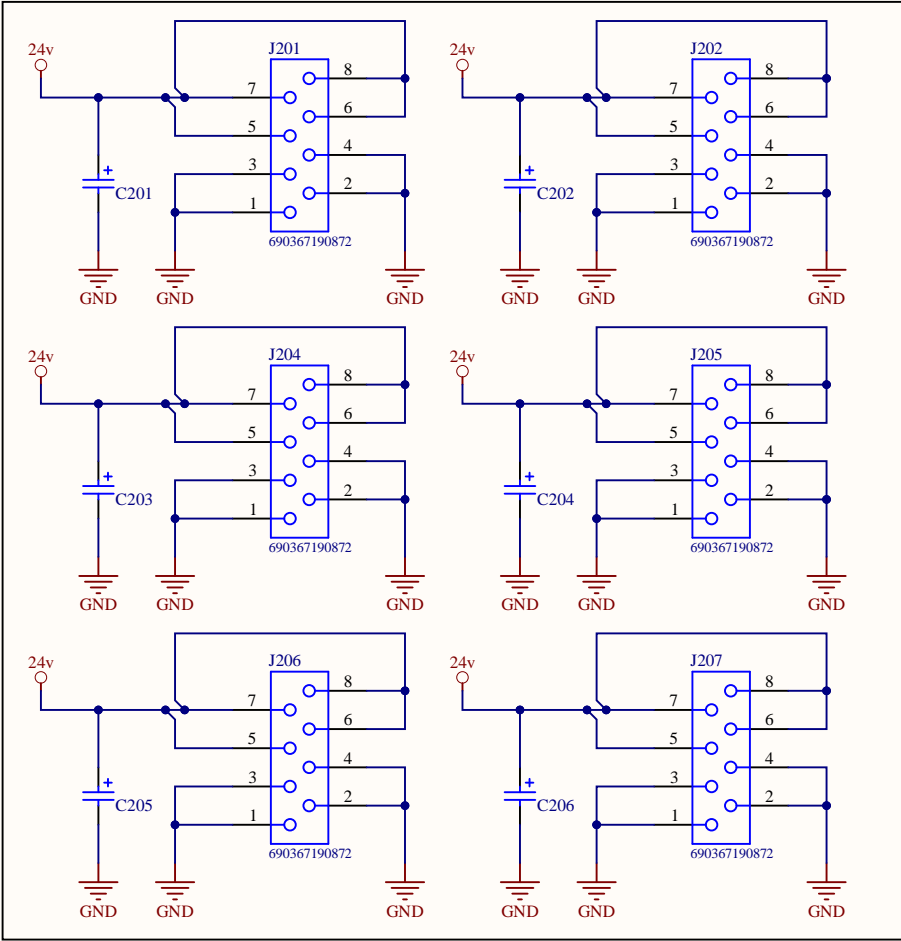 24v
J201
8
7
6
5
4
3
+
C201
2
1
690367190872
GND
GND
GND
24v
J202
8
7
6
5
4
3
+
C202
2
1
690367190872
GND
GND
GND
24v
J204
8
7
6
5
4
3
+
C203
2
1
690367190872
GND
GND
GND
24v
J205
8
7
6
5
4
3
+
C204
2
1
690367190872
GND
GND
GND
24v
J206
8
7
6
5
4
3
+
C205
2
1
690367190872
GND
GND
GND
24v
J207
8
7
6
5
4
3
+
C206
2
1
690367190872
GND
GND
GND